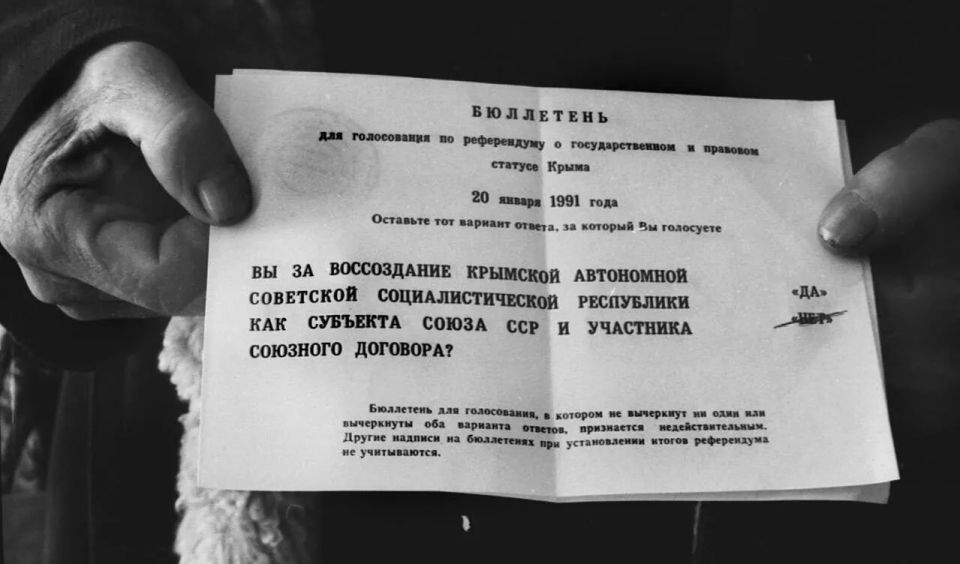 БЮЛЛЕТЕНЬ
для голосования по референдуму о государственном и правовом
статусе Крыма
20 января 1991 года
Оставьте тот вариант ответа, за который Вы голосуете
ВЫ ЗА ВОССОЗДАНИЕ КРЫМСКОЙ АВТОНОМНОЙ
СОВЕТСКОЙ СОЦИАЛИСТИЧЕСКОЙ РЕСПУБЛИКИ
КАК СУБЪЕКТА СОЮЗА ССР И УЧАСТНИКА
СОЮЗНОГО ДОГОВОРА?
«ДА»
«НЕТ»
Бюллетень для голосования, в котором не вычеркнут ни один или
вычеркнуты оба варианта ответов, признается недействительным.
Другие надписи на бюллетенях при установлении итогов референдума
не учитываются.